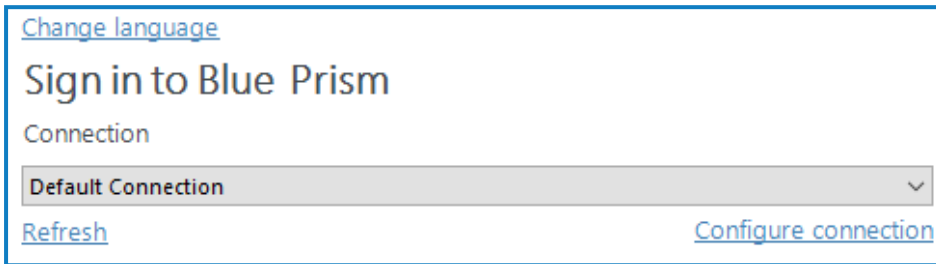 Change language
Sign in to Blue Prism
Connection
Default Connection
Refresh Configure connection